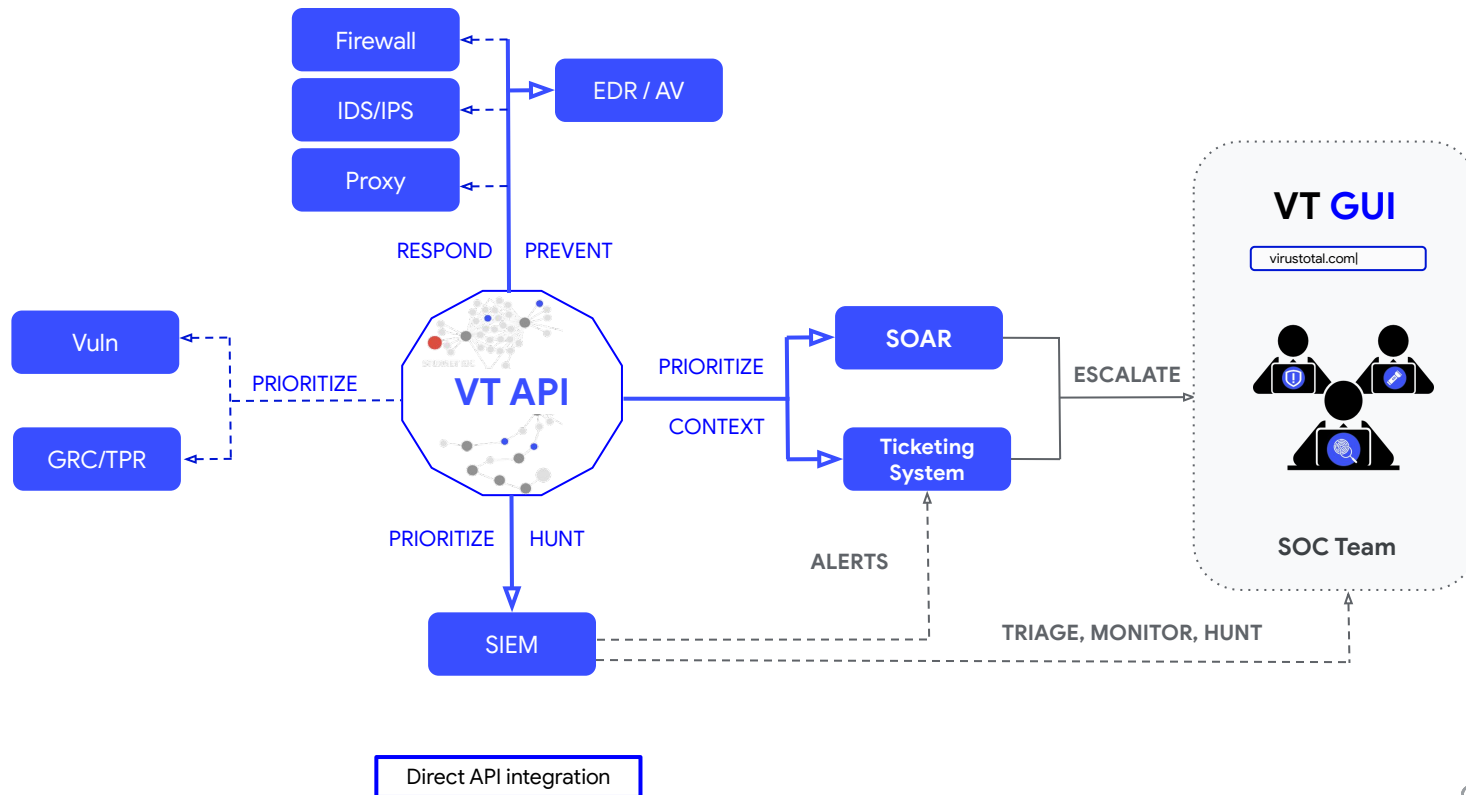 Firewall
EDR / AV
IDS/IPS
Proxy
RESPOND
PREVENT
VT GUI
virustotal.com|
Vuln
PRIORITIZE
GRC/TPR
VT API
PRIORITIZE
CONTEXT
SOAR
Ticketing
System
ESCALATE
SOC Team
PRIORITIZE
HUNT
ALERTS
SIEM
TRIAGE, MONITOR, HUNT
Direct API integration